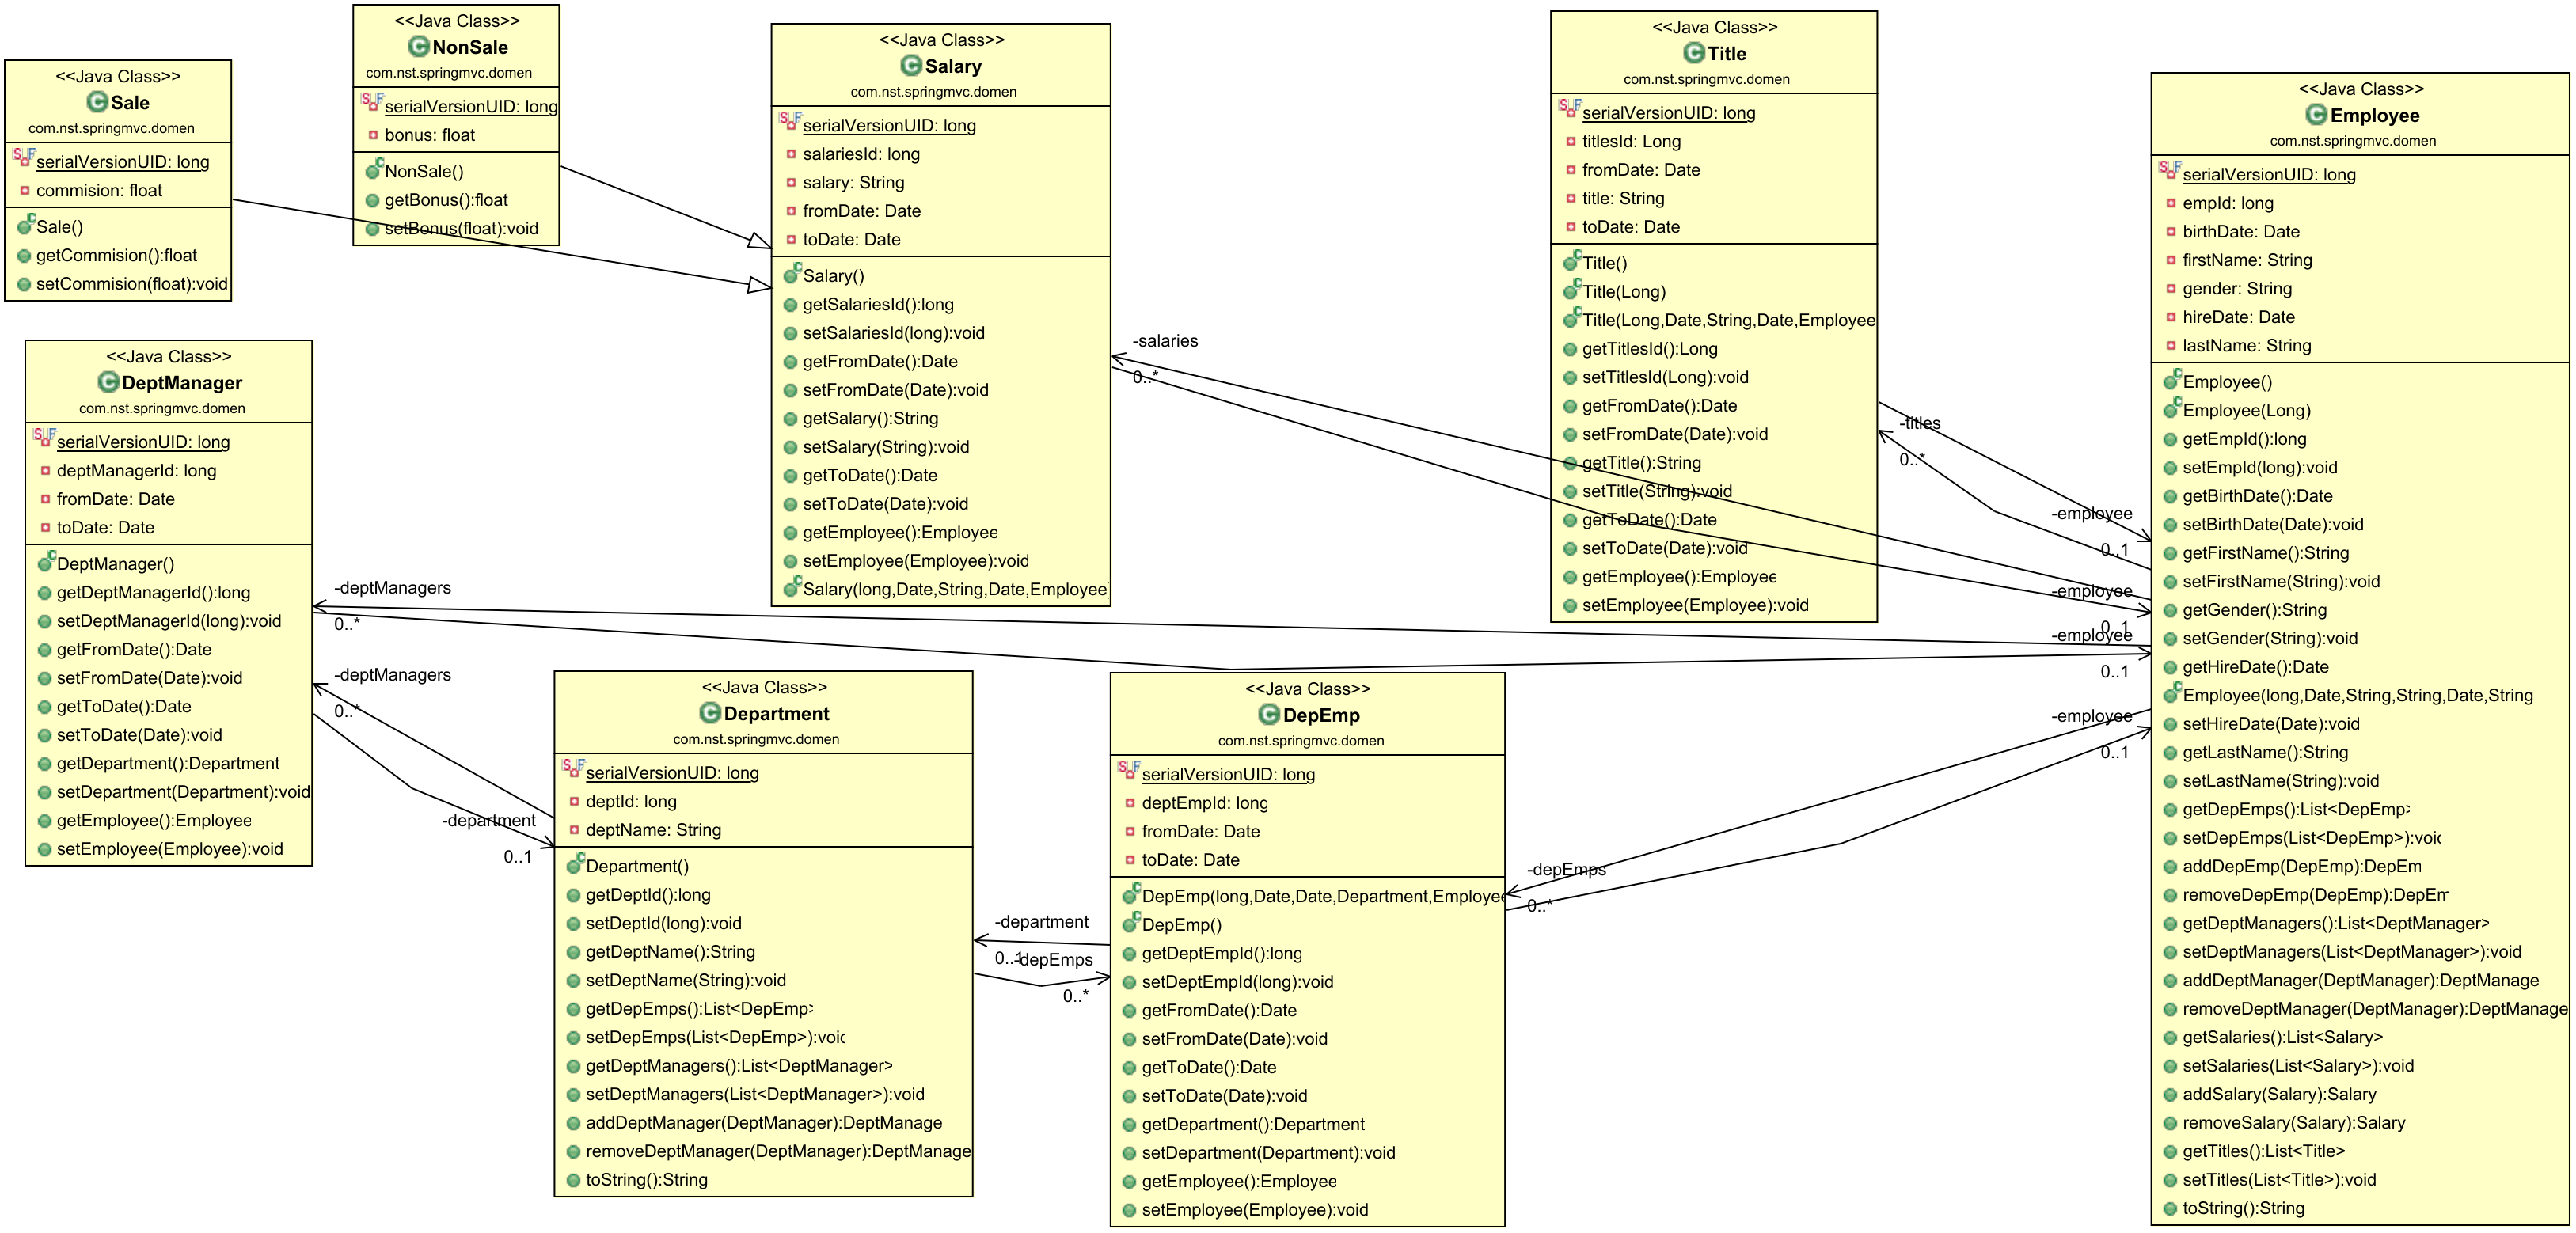 <<Java Class>>
Sale
com.nst.springmvc.domen
serialVersionUID: long
commision: float
Sale()
getCommision():float
setCommision(float):void
<<Java Class>>
NonSale
com.nst.springmvc.domen
serialVersionUID: long
bonus: float
NonSale()
getBonus():float
setBonus(float):void
<<Java Class>>
Salary
com.nst.springmvc.domen
serialVersionUID: long
salariesId: long
salary: String
fromDate: Date
toDate: Date
Salary()
getSalariesId():long
setSalariesId(long):void
getFromDate():Date
setFromDate(Date):void
getSalary():String
setSalary(String):void
getToDate():Date
setToDate(Date):void
getEmployee():Employee
setEmployee(Employee):void
Salary(long,Date,String,Date,Employee
<<Java Class>>
Title
com.nst.springmvc.domen
serialVersionUID: long
titlesId: Long
fromDate: Date
title: String
toDate: Date
Title()
Title(Long)
Title(Long,Date,String,Date,Employee
getTitlesId():Long
setTitlesId(Long):void
getFromDate():Date
setFromDate(Date):void
getTitle():String
setTitle(String):void
getToDate():Date
setToDate(Date):void
getEmployee():Employee
setEmployee(Employee):void
<<Java Class>>
Employee
com.nst.springmvc.domen
serialVersionUID: long
empId: long
birthDate: Date
firstName: String
gender: String
hireDate: Date
lastName: String
Employee()
Employee(Long)
getEmpId():long
setEmpId(long):void
getBirthDate():Date
setBirthDate(Date):void
getFirstName():String
setFirstName(String):void
getGender():String
setGender(String):void
getHireDate():Date
Employee(long,Date,String,String,Date,String
setHireDate(Date):void
getLastName():String
setLastName(String):void
getDepEmps():List<DepEmp>
setDepEmps(List<DepEmp>):void
addDepEmp(DepEmp):DepEm
removeDepEmp(DepEmp):DepEm
getDeptManagers():List<DeptManager>
setDeptManagers(List<DeptManager>):void
addDeptManager(DeptManager):DeptManage
removeDeptManager(DeptManager):DeptManage
getSalaries():List<Salary>
setSalaries(List<Salary>):void
addSalary(Salary):Salary
removeSalary(Salary):Salary
getTitles():List<Title>
setTitles(List<Title>):void
toString():String
<<Java Class>>
DeptManager
com.nst.springmvc.domen
serialVersionUID: long
deptManagerId: long
fromDate: Date
toDate: Date
DeptManager()
getDeptManagerId():long
setDeptManagerId(long):void
getFromDate():Date
setFromDate(Date):void
getToDate():Date
setToDate(Date):void
getDepartment():Department
setDepartment(Department):void
getEmployee():Employee
setEmployee(Employee):void
<<Java Class>>
Department
com.nst.springmvc.domen
serialVersionUID: long
deptId: long
deptName: String
Department()
getDeptId():long
setDeptId(long):void
getDeptName():String
setDeptName(String):void
getDepEmps():List<DepEmp>
setDepEmps(List<DepEmp>):void
getDeptManagers():List<DeptManager>
setDeptManagers(List<DeptManager>):void
addDeptManager(DeptManager):DeptManage
removeDeptManager(DeptManager):DeptManage
toString():String
<<Java Class>>
DepEmp
com.nst.springmvc.domen
serialVersionUID: long
deptEmpId: long
fromDate: Date
toDate: Date
DepEmp(long,Date,Date,Department,Employee
DepEmp()
getDeptEmpId():long
setDeptEmpId(long):void
getFromDate():Date
setFromDate(Date):void
getToDate():Date
setToDate(Date):void
getDepartment():Department
setDepartment(Department):void
getEmployee():Employee
setEmployee(Employee):void
-salaries
0..*
-titles
0..*
-employee
0..1
-employee
0..1
-employee
0..1
-employee
0..1
-deptManagers
0..*
-deptManagers
0..*
-department
0..1
-department
0..1
-depEmps
0..*
-depEmps
0..*